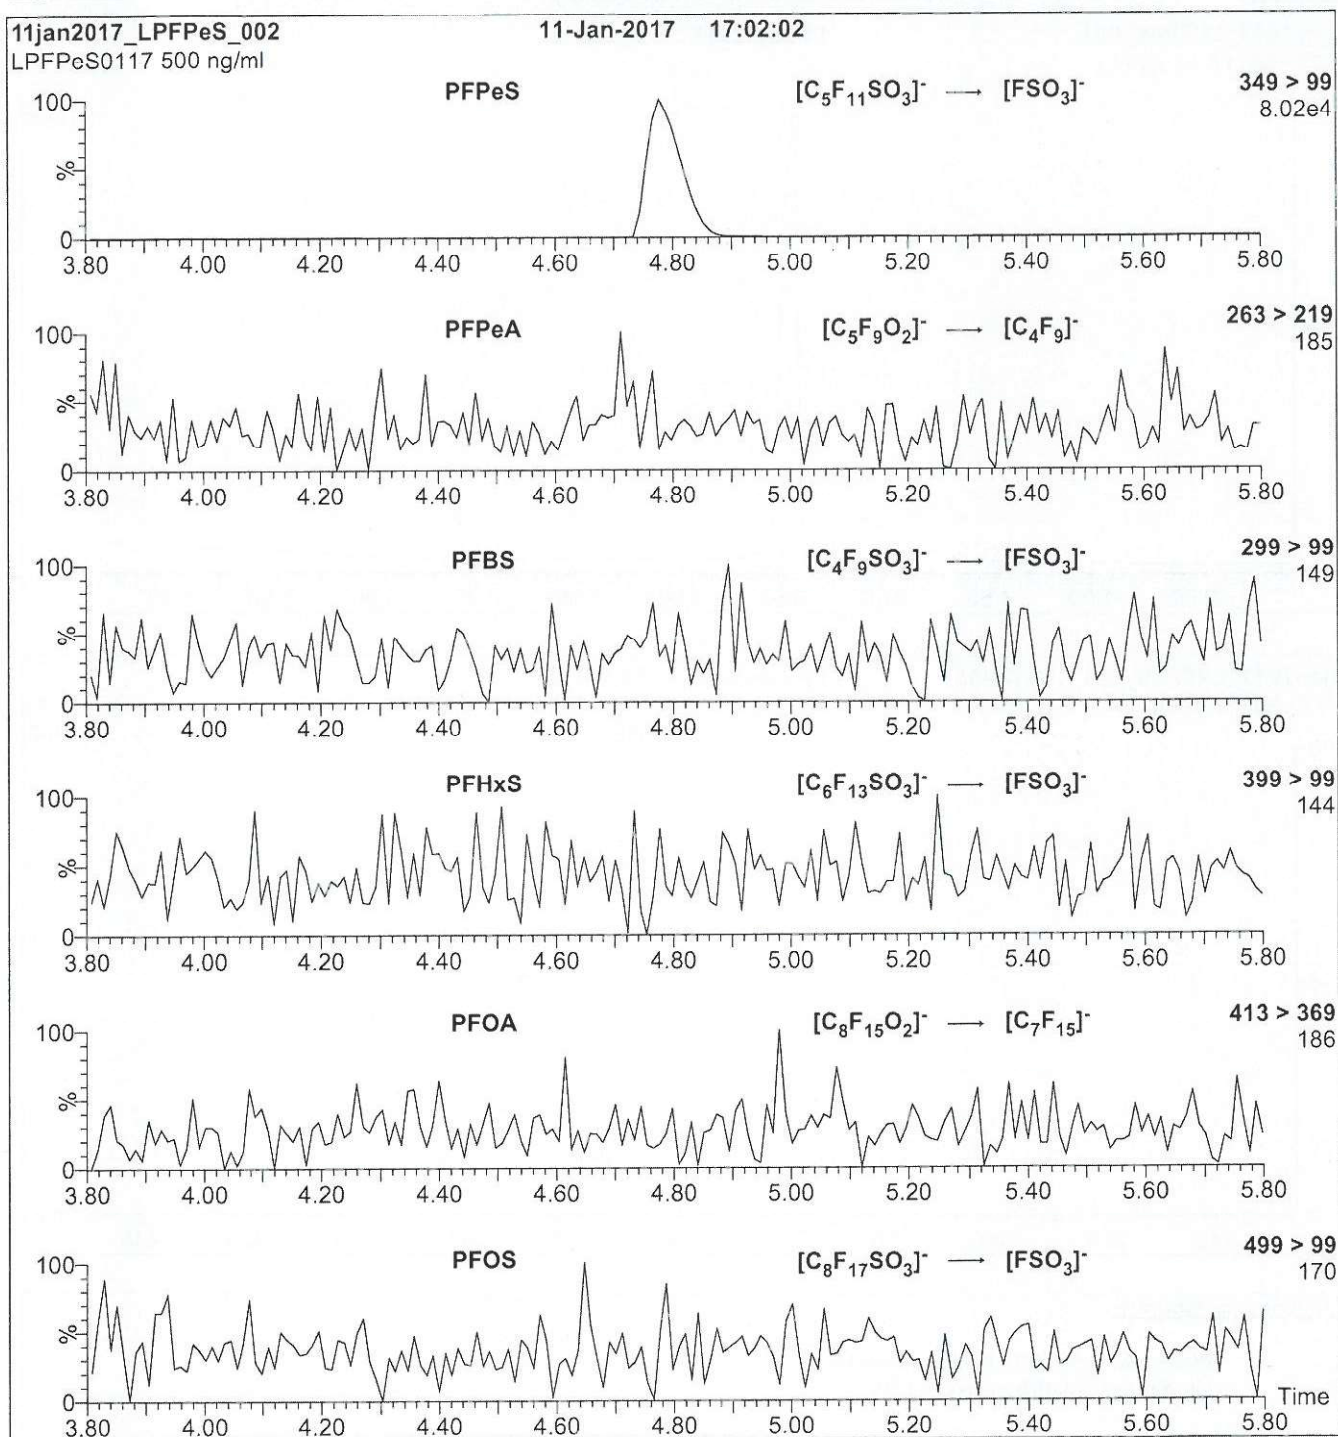 11jan2017_LPFPeS_002 11-Jan-2017 17:02:02
LPFPeS0117 500 ng/ml
PFPeS [C₅F₁₁SO₃]⁻ → [FSO₃]⁻ 349 > 99
8.02e4
100
%
0
3.80 4.00 4.20 4.40 4.60 4.80 5.00 5.20 5.40 5.60 5.80
PFPeA [C₅F₉O₂]⁻ → [C₄F₉]⁻ 263 > 219
185
100
%
0
3.80 4.00 4.20 4.40 4.60 4.80 5.00 5.20 5.40 5.60 5.80
PFBS [C₄F₉SO₃]⁻ → [FSO₃]⁻ 299 > 99
149
100
%
0
3.80 4.00 4.20 4.40 4.60 4.80 5.00 5.20 5.40 5.60 5.80
PFHxS [C₆F₁₃SO₃]⁻ → [FSO₃]⁻ 399 > 99
144
100
%
0
3.80 4.00 4.20 4.40 4.60 4.80 5.00 5.20 5.40 5.60 5.80
PFOA [C₈F₁₅O₂]⁻ → [C₇F₁₅]⁻ 413 > 369
186
100
%
0
3.80 4.00 4.20 4.40 4.60 4.80 5.00 5.20 5.40 5.60 5.80
PFOS [C₈F₁₇SO₃]⁻ → [FSO₃]⁻ 499 > 99
170
100
%
0
Time
3.80 4.00 4.20 4.40 4.60 4.80 5.00 5.20 5.40 5.60 5.80